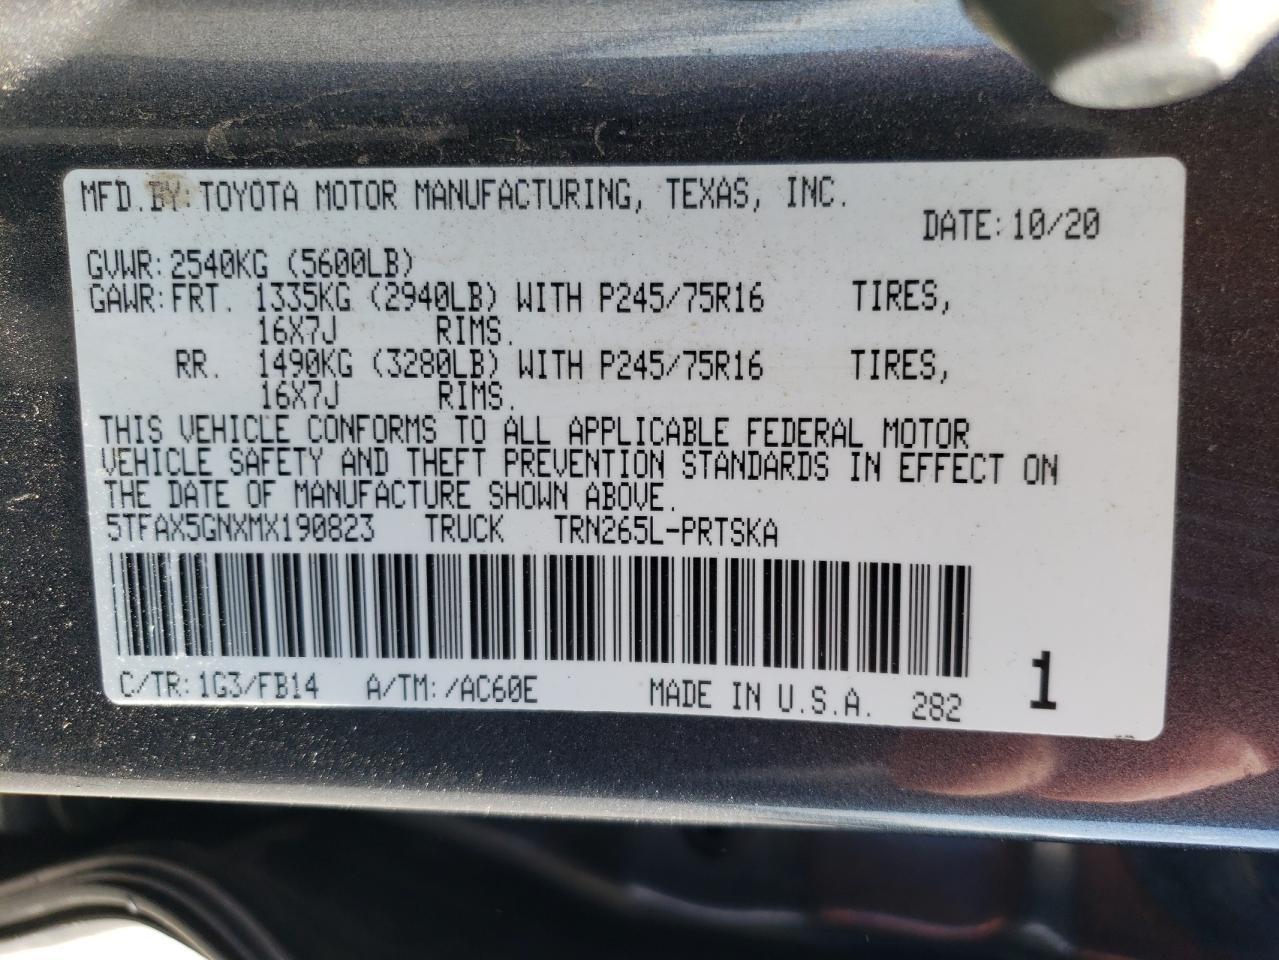 MFD.BY TOYOTA MOTOR MANUFACTURING, TEXAS, INC.
DATE:10/20
GVWR:2540KG (5600LB)
GAWR:FRT. 1335KG (2940LB) WITH P245/75R16 TIRES,
16X7J RIMS.
RR. 1490KG (3280LB) WITH P245/75R16 TIRES,
16X7J RIMS.
THIS VEHICLE CONFORMS TO ALL APPLICABLE FEDERAL MOTOR
VEHICLE SAFETY AND THEFT PREVENTION STANDARDS IN EFFECT ON
THE DATE OF MANUFACTURE SHOWN ABOVE.
5TFAX5GNXMX190823 TRUCK TRN265L-PRTSKA
C/TR:1G3/FB14 A/TM:/AC60E MADE IN U.S.A. 282 1